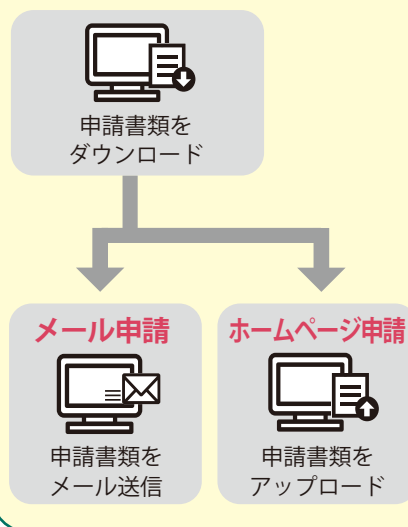 申請書類を
ダウンロード
メール申請
申請書類を
メール送信
ホームページ申請
申請書類を
アップロード